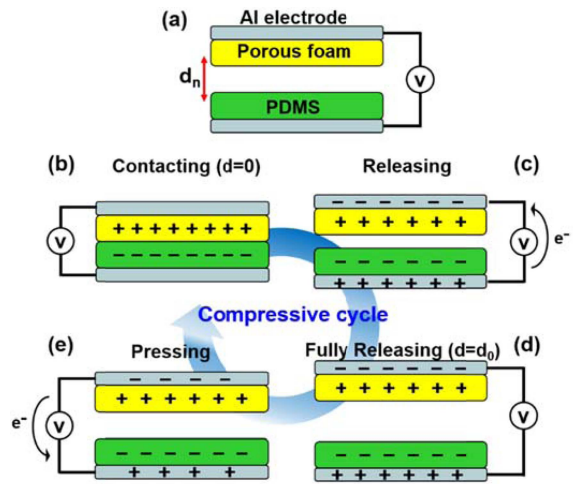 (a)
Al electrode
Porous foam
dn
PDMS
V
(b)
Contacting (d=0)
+ + + + + + + +
− − − − − − − −
V
Releasing
(c)
− − − − − −
+ + + + + +
− − − − − −
+ + + + + +
V
e-
Compressive cycle
(e)
Pressing
− − − −
+ + + + + +
− − − − − −
+ + + +
e-
V
Fully Releasing (d=d0)
(d)
− − − − − −
+ + + + + +
− − − − − −
+ + + + + +
V